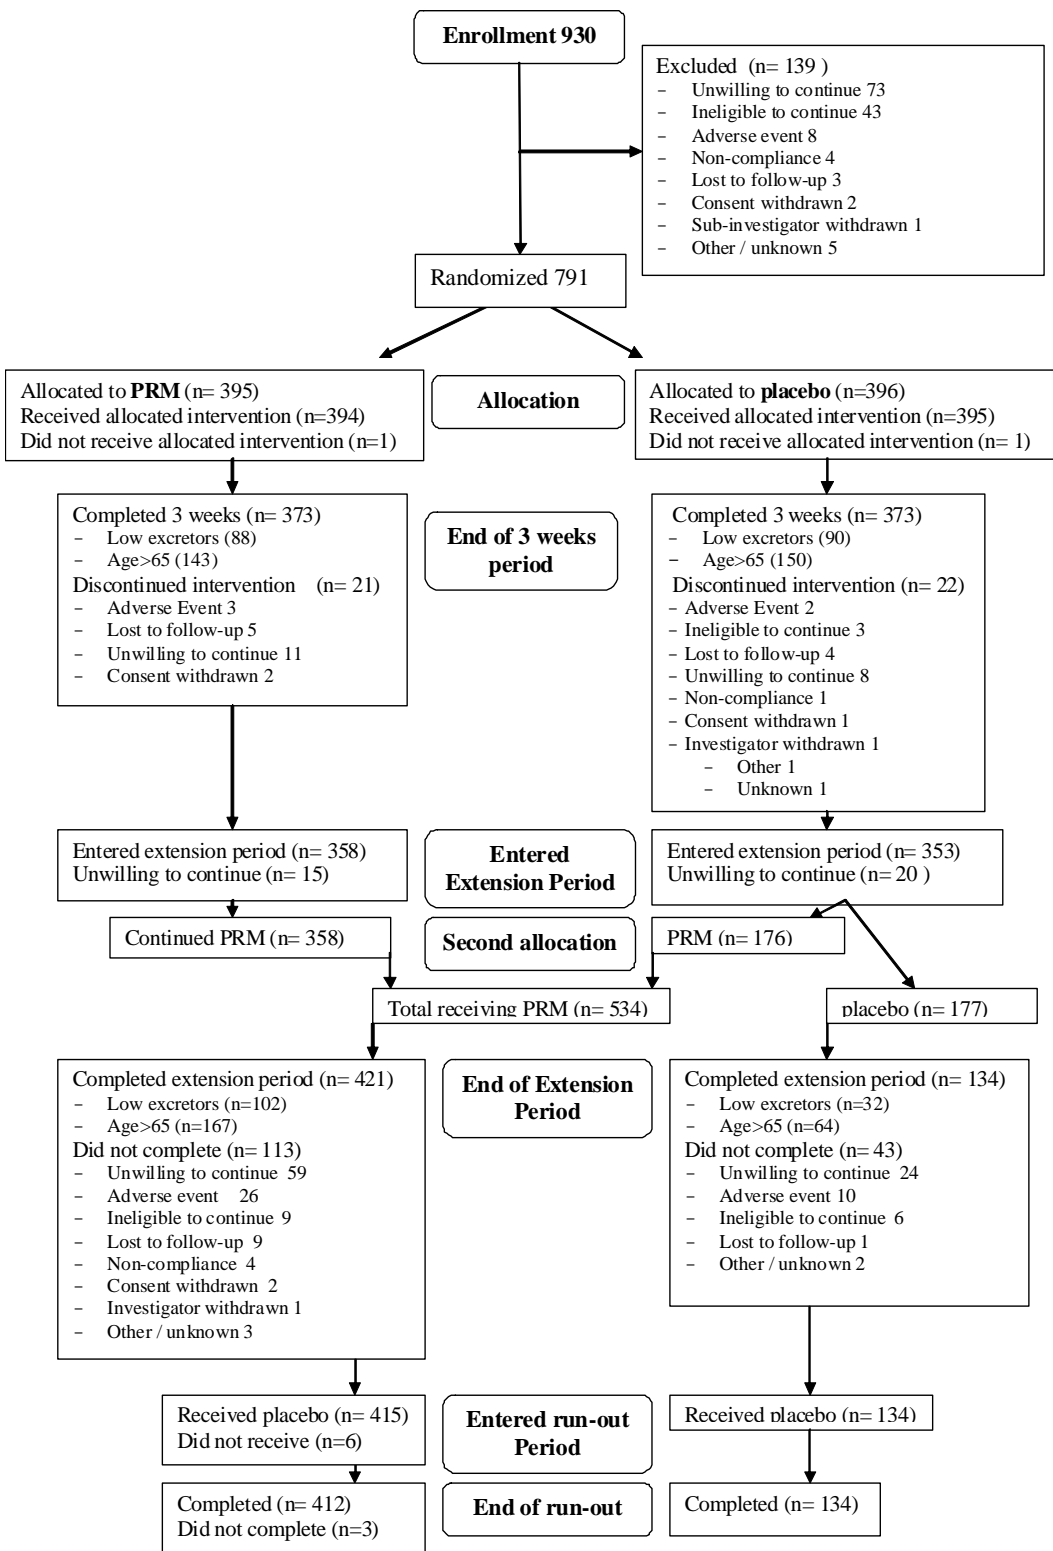 Enrollment 930
Excluded (n= 139 )
- Unwilling to continue 73
- Ineligible to continue 43
- Adverse event 8
- Non-compliance 4
- Lost to follow-up 3
- Consent withdrawn 2
- Sub-investigator withdrawn 1
- Other / unknown 5
Randomized 791
Allocated to PRM (n= 395)
Received allocated intervention (n=394)
Did not receive allocated intervention (n=1)
Allocation
Allocated to placebo (n=396)
Received allocated intervention (n=395)
Did not receive allocated intervention (n= 1)
Completed 3 weeks (n= 373)
- Low excretors (88)
- Age>65 (143)
Discontinued intervention (n= 21)
- Adverse Event 3
- Lost to follow-up 5
- Unwilling to continue 11
- Consent withdrawn 2
End of 3 weeks
period
Completed 3 weeks (n= 373)
- Low excretors (90)
- Age>65 (150)
Discontinued intervention (n= 22)
- Adverse Event 2
- Ineligible to continue 3
- Lost to follow-up 4
- Unwilling to continue 8
- Non-compliance 1
- Consent withdrawn 1
- Investigator withdrawn 1
- Other 1
- Unknown 1
Entered extension period (n= 358)
Unwilling to continue (n= 15)
Entered
Extension Period
Entered extension period (n= 353)
Unwilling to continue (n= 20 )
Continued PRM (n= 358)
Second allocation
PRM (n= 176)
Total receiving PRM (n= 534)
placebo (n= 177)
Completed extension period (n= 421)
- Low excretors (n=102)
- Age>65 (n=167)
Did not complete (n= 113)
- Unwilling to continue 59
- Adverse event 26
- Ineligible to continue 9
- Lost to follow-up 9
- Non-compliance 4
- Consent withdrawn 2
- Investigator withdrawn 1
- Other / unknown 3
End of Extension
Period
Completed extension period (n= 134)
- Low excretors (n=32)
- Age>65 (n=64)
Did not complete (n= 43)
- Unwilling to continue 24
- Adverse event 10
- Ineligible to continue 6
- Lost to follow-up 1
- Other / unknown 2
Received placebo (n= 415)
Did not receive (n=6)
Entered run-out
Period
Received placebo (n= 134)
Completed (n= 412)
Did not complete (n=3)
End of run-out
Completed (n= 134)